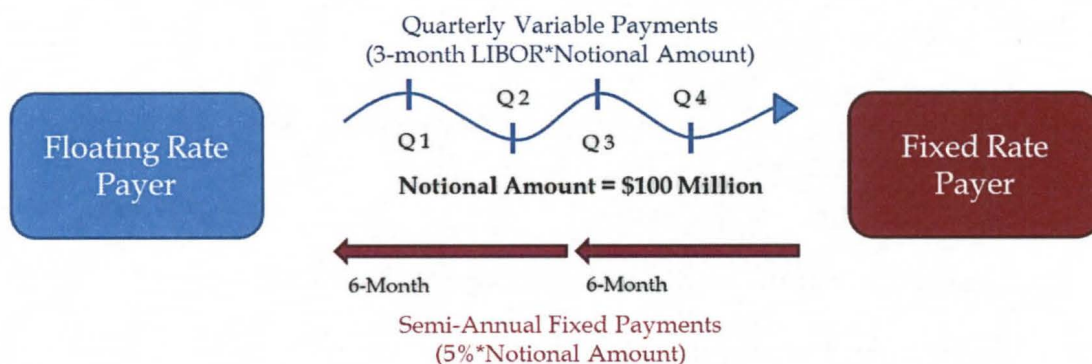 Quarterly Variable Payments
(3-month LIBOR*Notional Amount)
Floating Rate
Payer
Q1
Q2
Q3
Q4
Fixed Rate
Payer
Notional Amount = $100 Million
6-Month
6-Month
Semi-Annual Fixed Payments
(5%*Notional Amount)